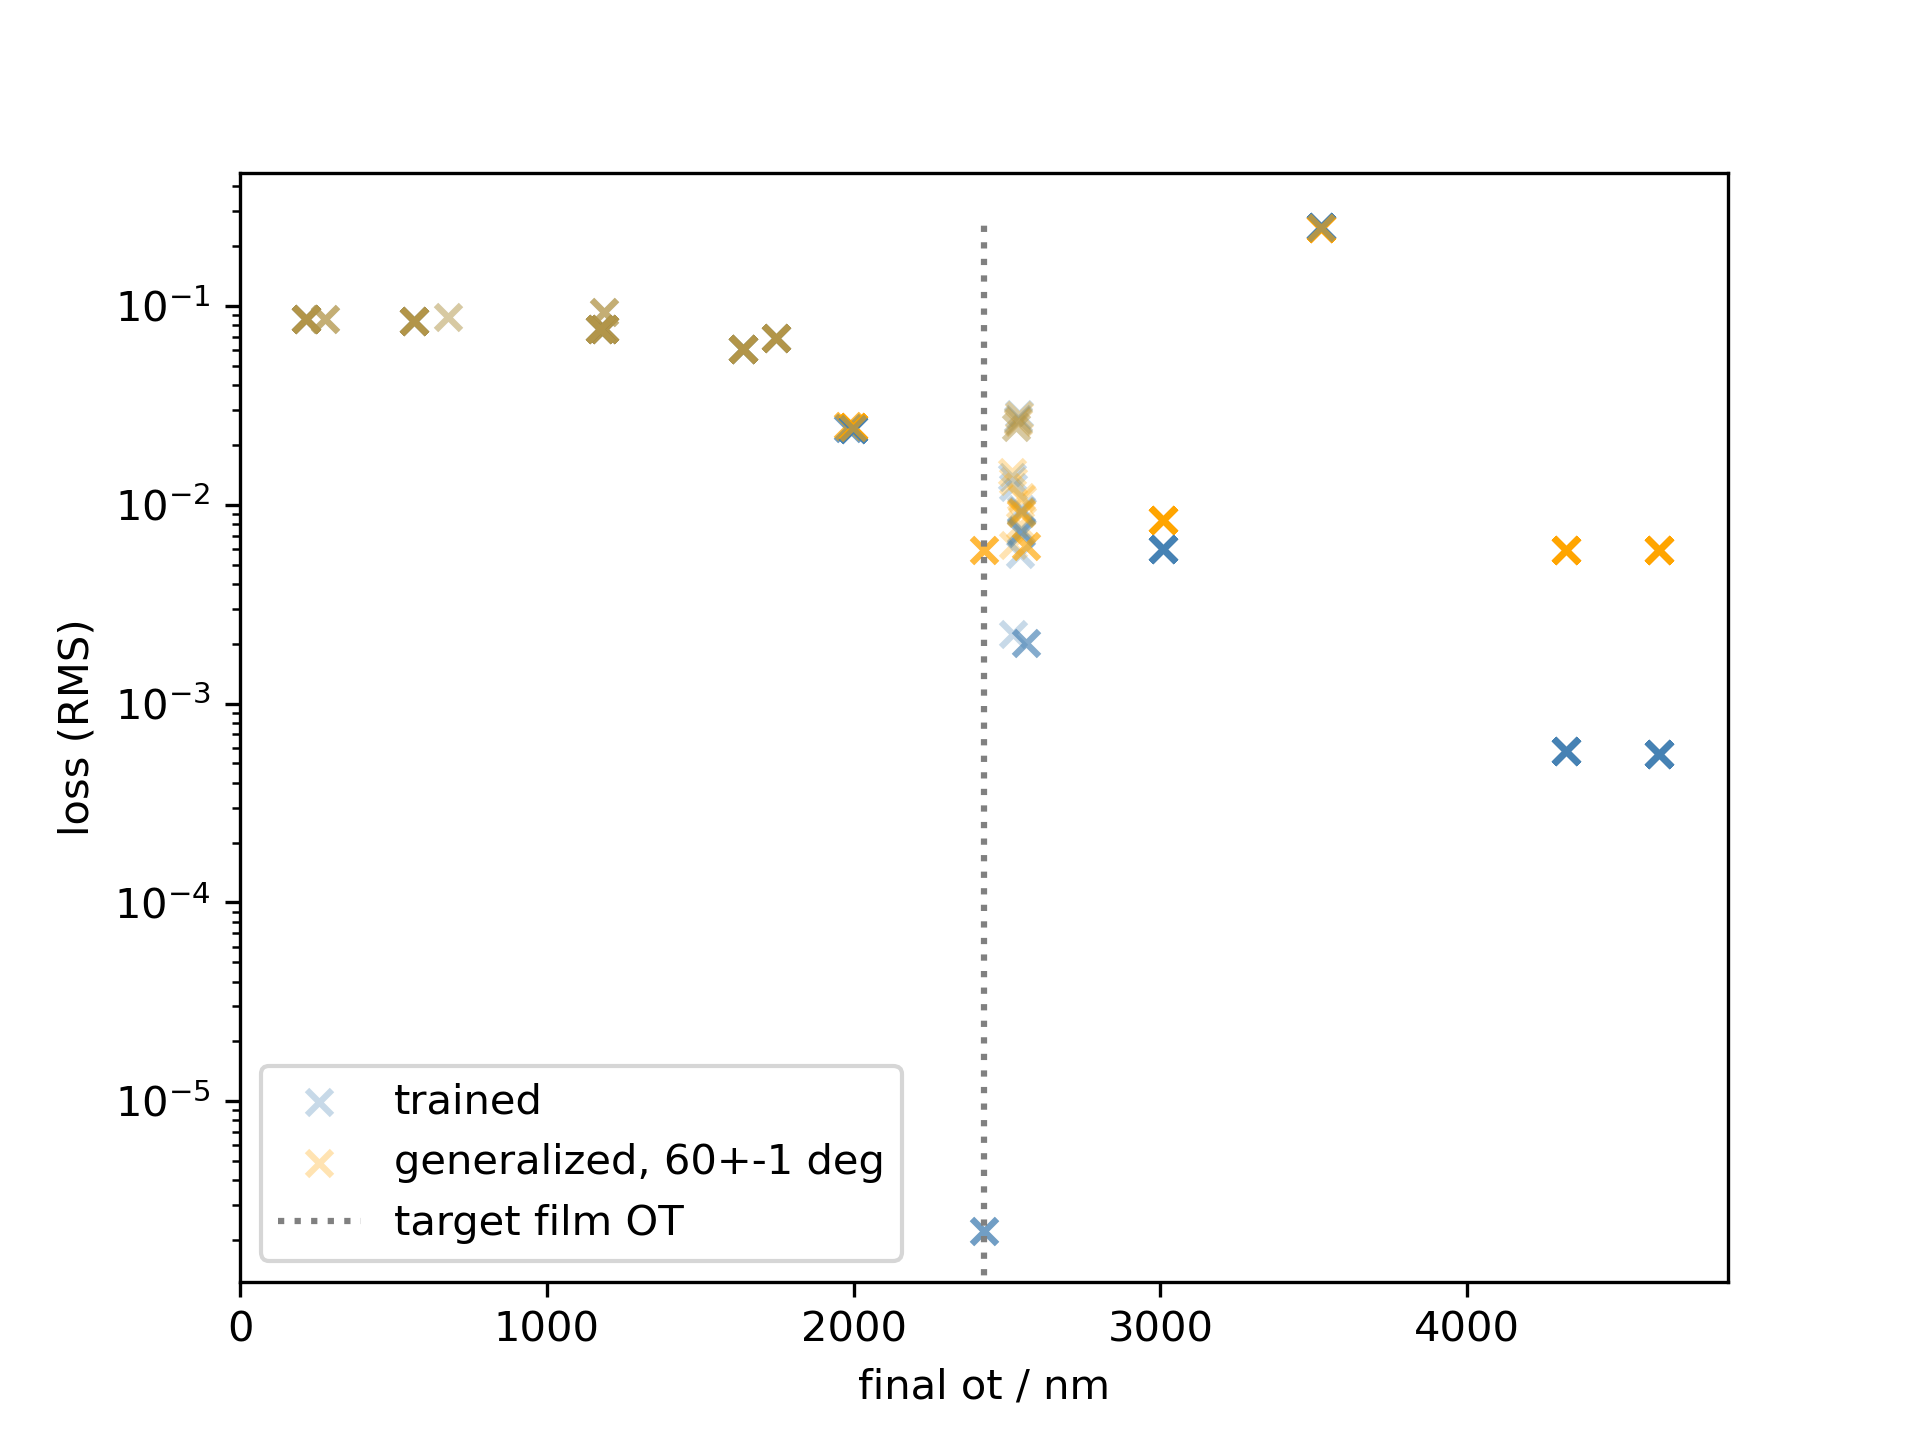 10⁻¹
10⁻²
10⁻³
10⁻⁴
10⁻⁵
loss (RMS)
trained
generalized, 60+-1 deg
target film OT
0 1000 2000 3000 4000
final ot / nm